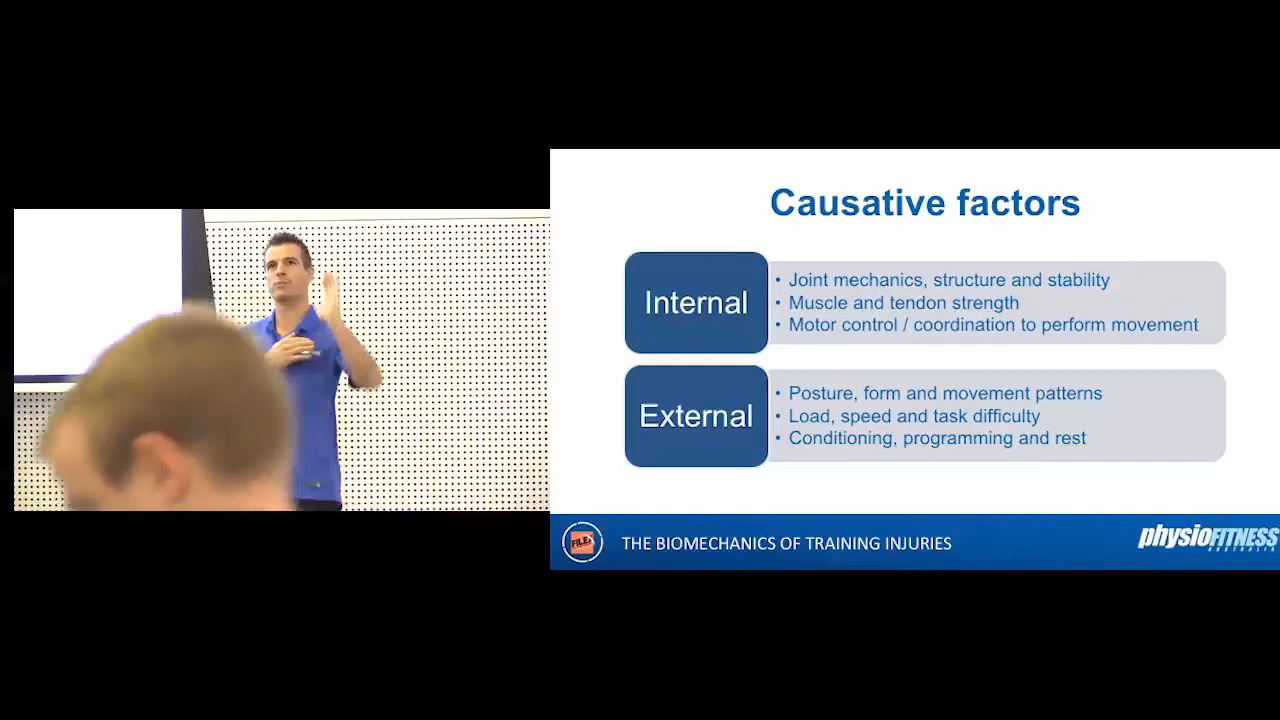 Causative factors
Internal
• Joint mechanics, structure and stability
• Muscle and tendon strength
• Motor control / coordination to perform movement
External
• Posture, form and movement patterns
• Load, speed and task difficulty
• Conditioning, programming and rest
FILEX
THE BIOMECHANICS OF TRAINING INJURIES
physioFITNESS
AUSTRALIA